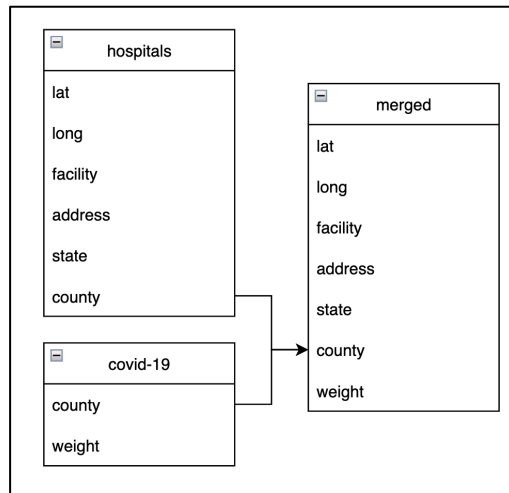 hospitals
lat
long
facility
address
state
county
covid-19
county
weight
merged
lat
long
facility
address
state
county
weight